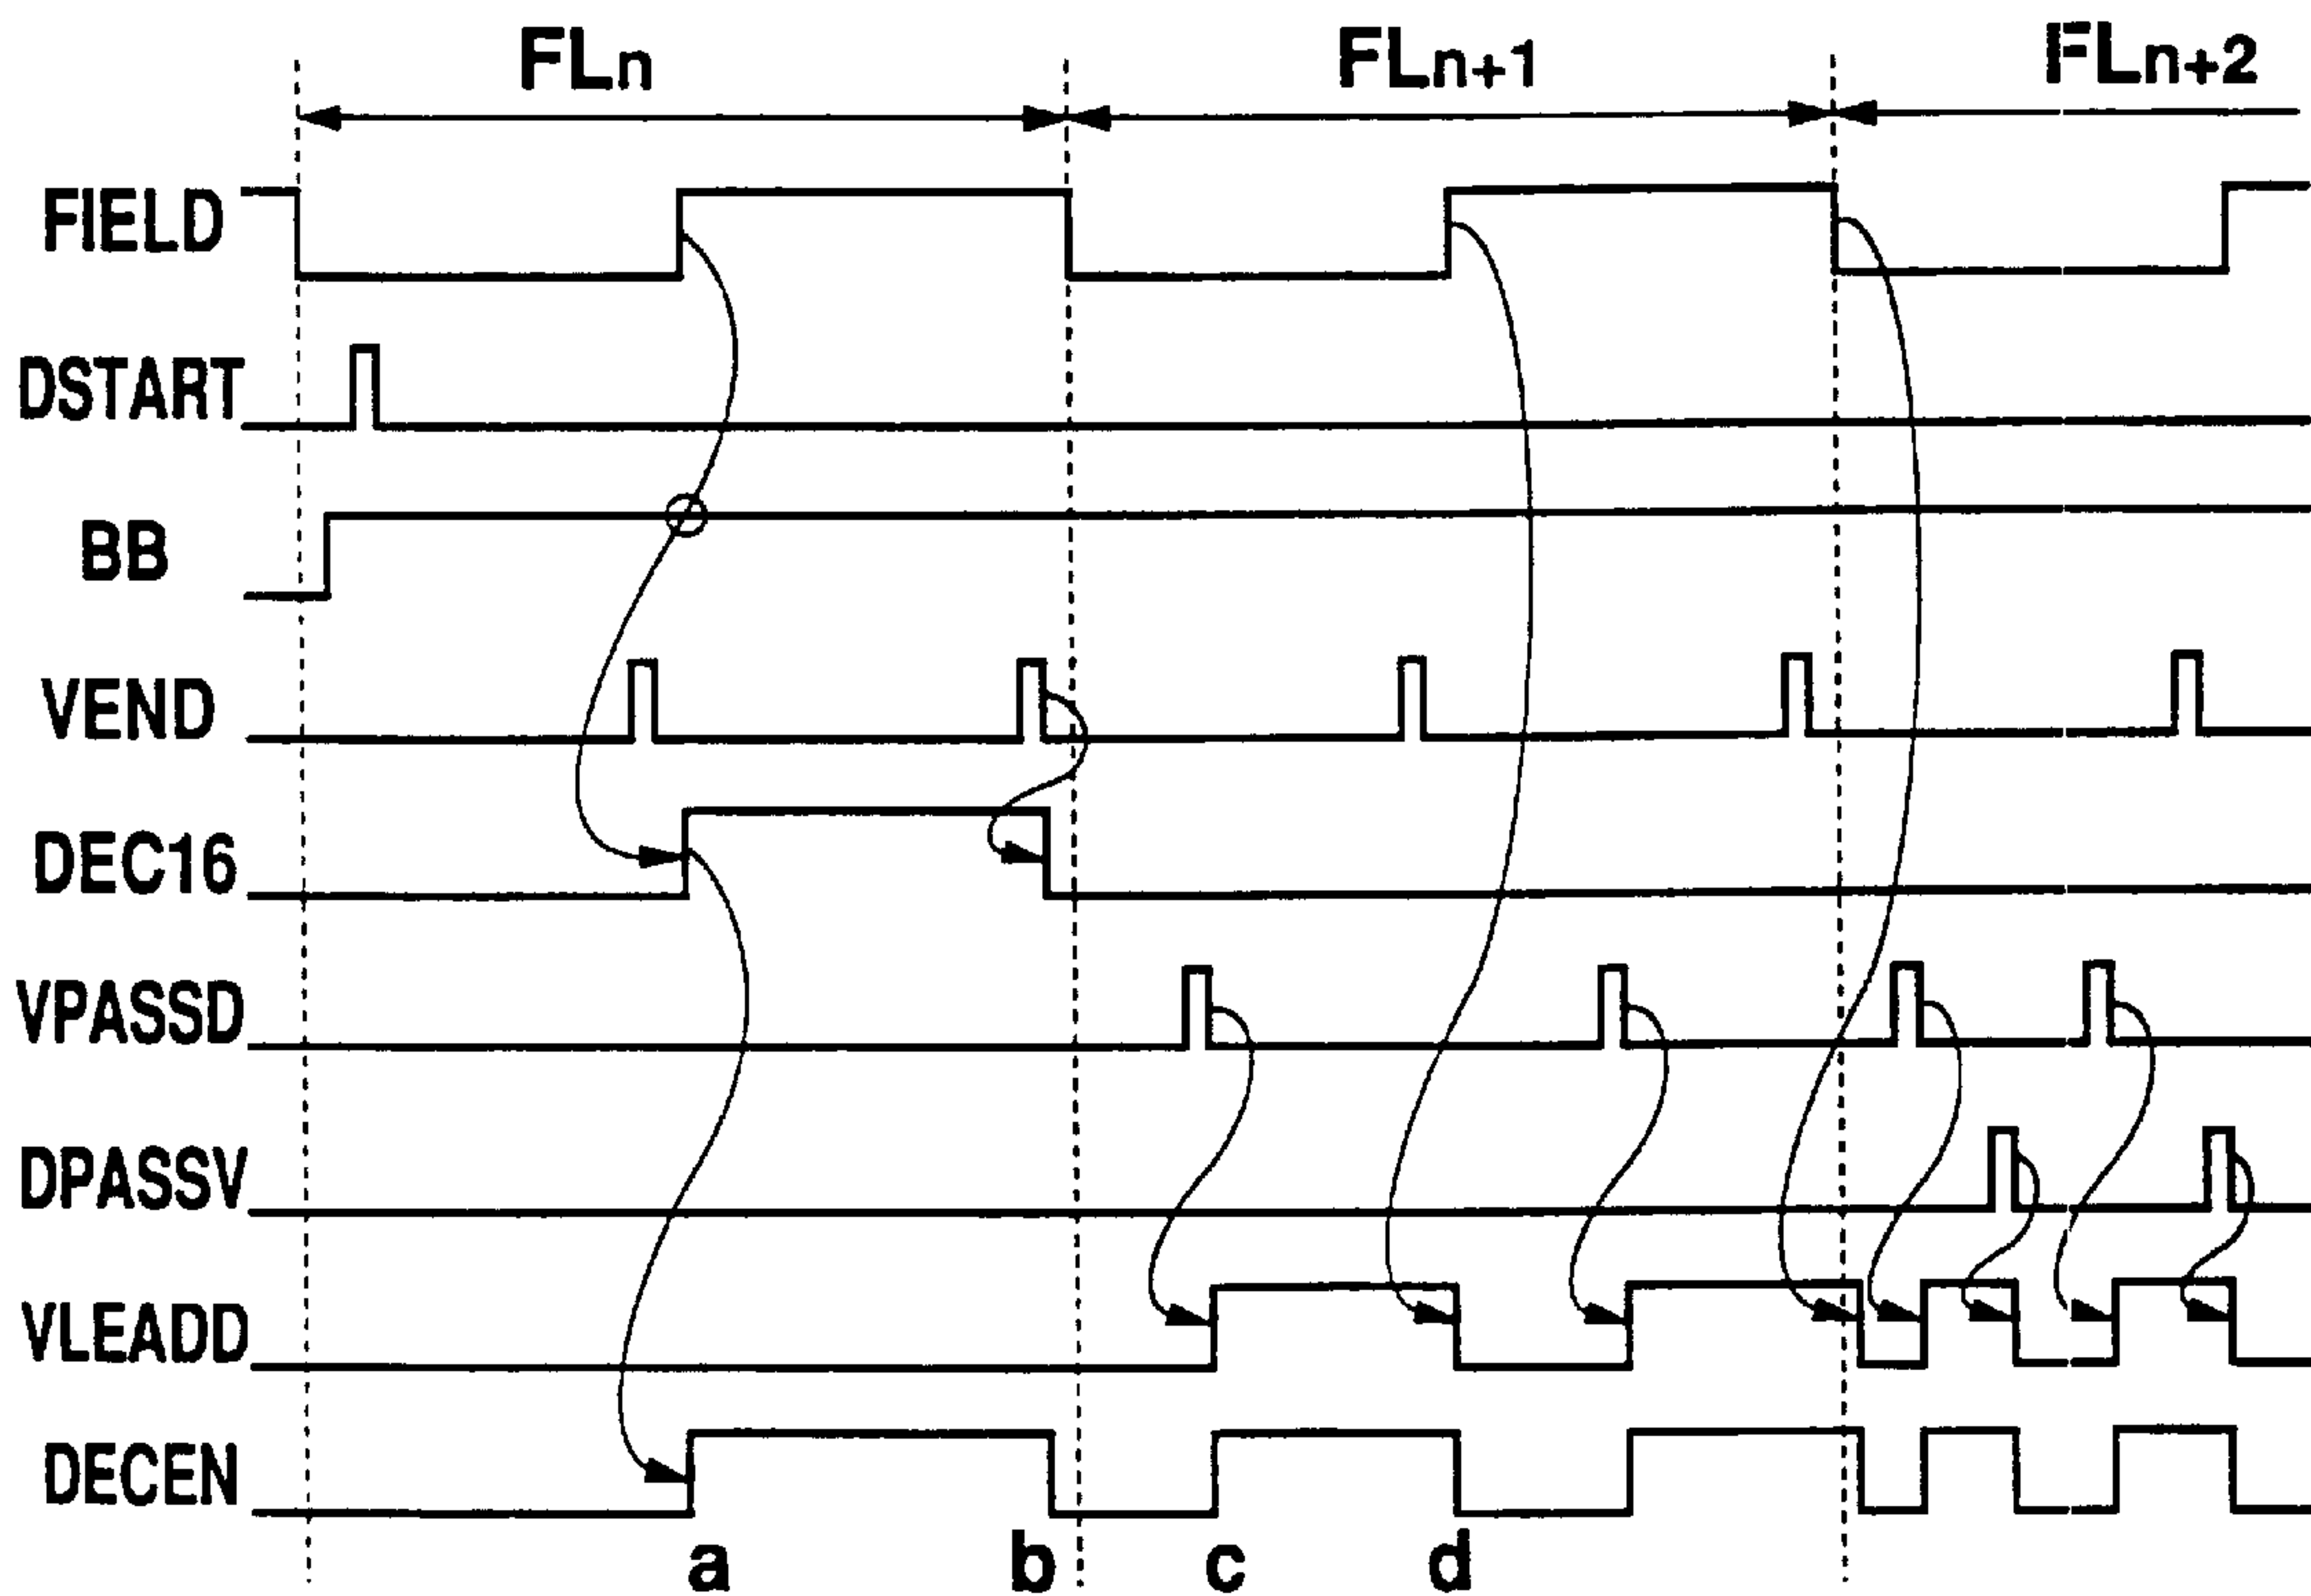 FLn FLn+1 FLn+2
FIELD
DSTART
BB
VEND
DEC16
VPASSD
DPASSV
VLEADD
DECEN
a b c d